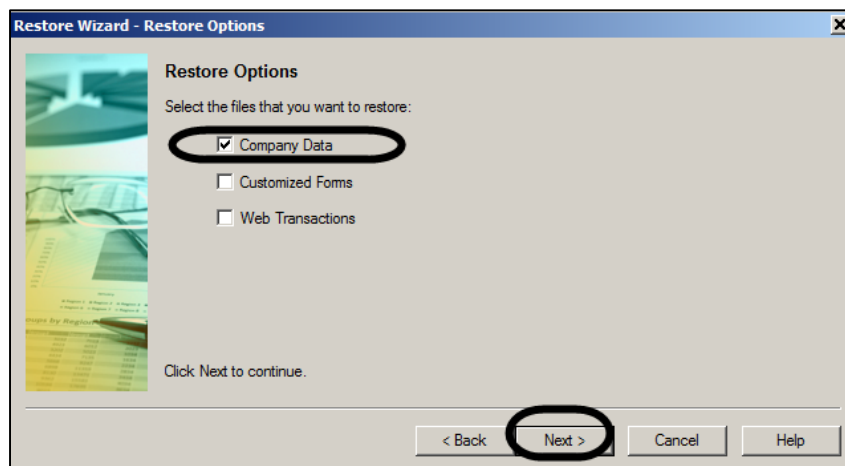 Restore Wizard - Restore Options
Restore Options
Select the files that you want to restore:
Company Data
Customized Forms
Web Transactions
Click Next to continue.
< Back
Next >
Cancel
Help